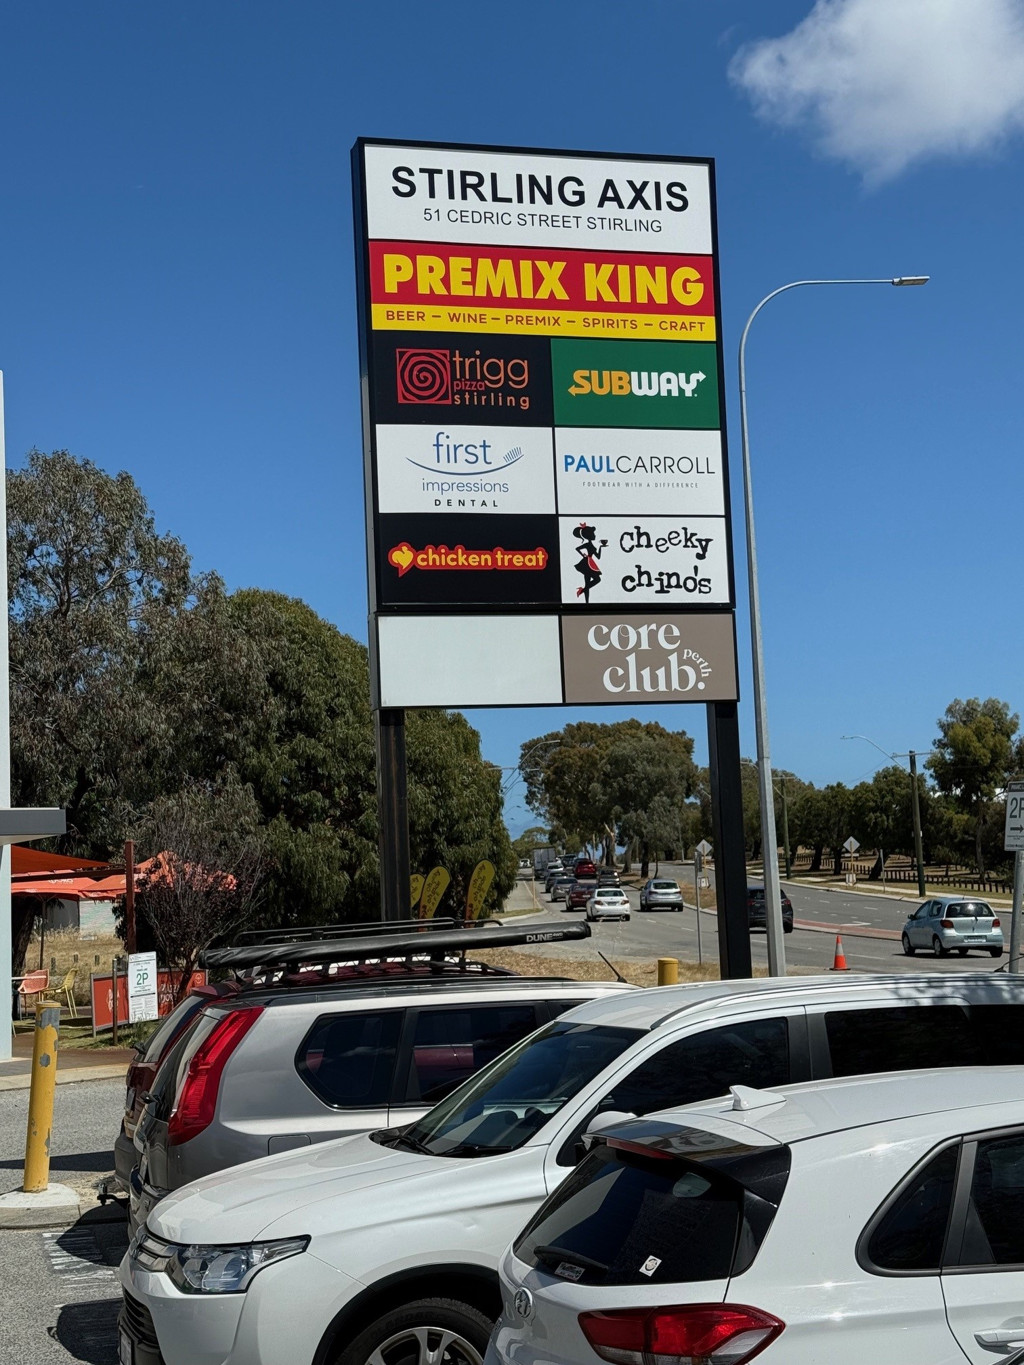 STIRLING AXIS
51 CEDRIC STREET STIRLING
PREMIX KING
BEER – WINE – PREMIX – SPIRITS – CRAFT
trigg
pizza
stirling
SUBWAY
first
impressions
DENTAL
PAULCARROLL
FOOTWEAR WITH A DIFFERENCE
chicken treat
cheeky
chino's
core
club.
perth
DUNE
2P
2P